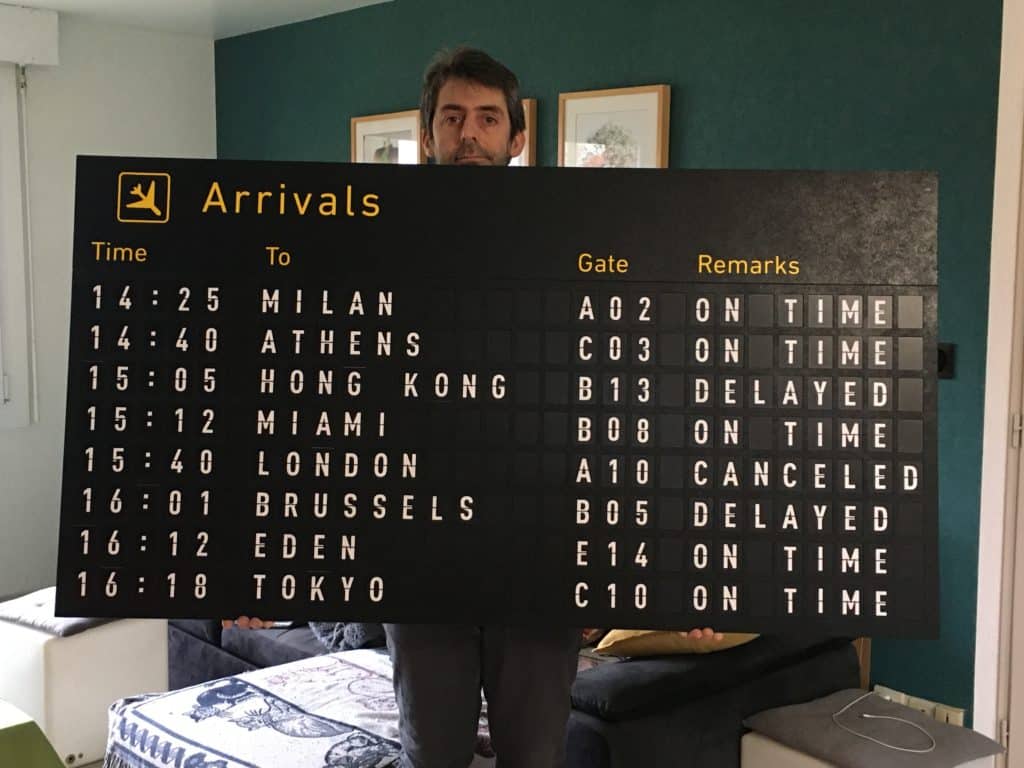 Arrivals
Time To Gate Remarks
14:25 MILAN A02 ON TIME
14:40 ATHENS C03 ON TIME
15:05 HONG KONG B13 DELAYED
15:12 MIAMI B08 ON TIME
15:40 LONDON A10 CANCELED
16:01 BRUSSELS B05 DELAYED
16:12 EDEN E14 ON TIME
16:18 TOKYO C10 ON TIME